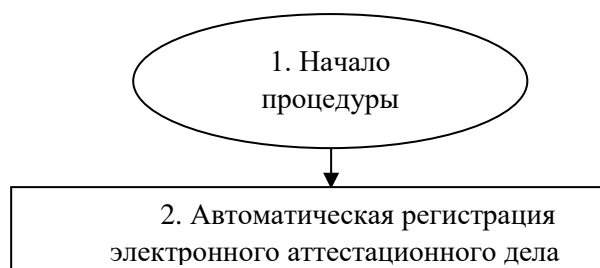 1. Начало
процедуры
2. Автоматическая регистрация
электронного аттестационного дела